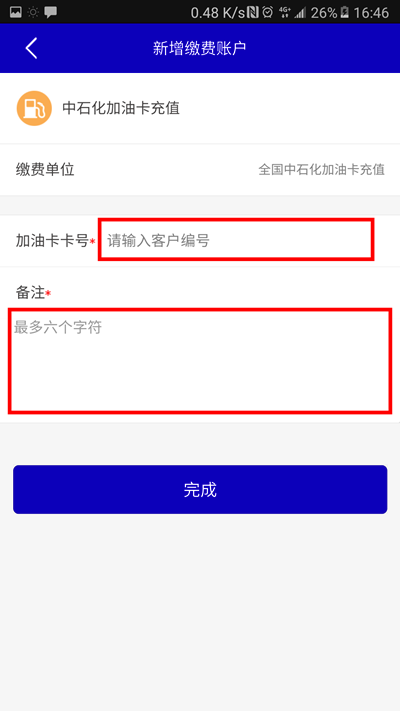 0.48 K/s 4G+ 26% 16:46
新增缴费账户
中石化加油卡充值
缴费单位 全国中石化加油卡充值
加油卡卡号* 请输入客户编号
备注*
最多六个字符
完成